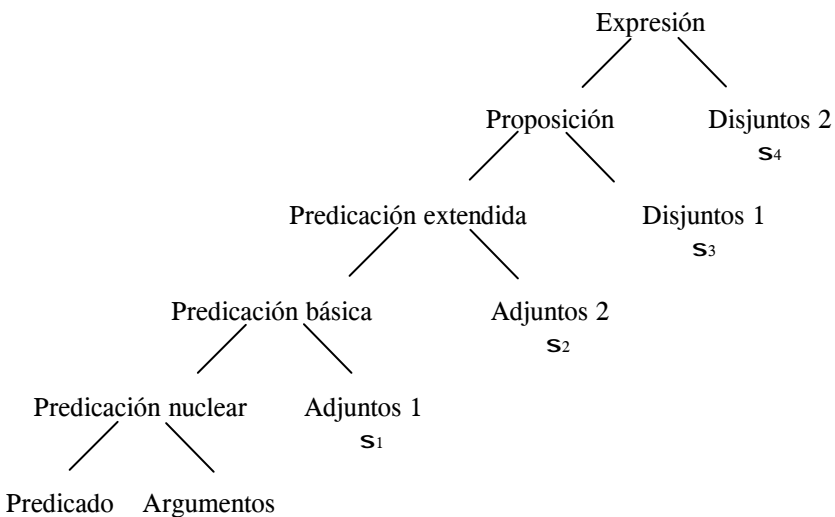 Expresión
Proposición Disjuntos 2
s4
Predicación extendida Disjuntos 1
s3
Predicación básica Adjuntos 2
s2
Predicación nuclear Adjuntos 1
s1
Predicado Argumentos